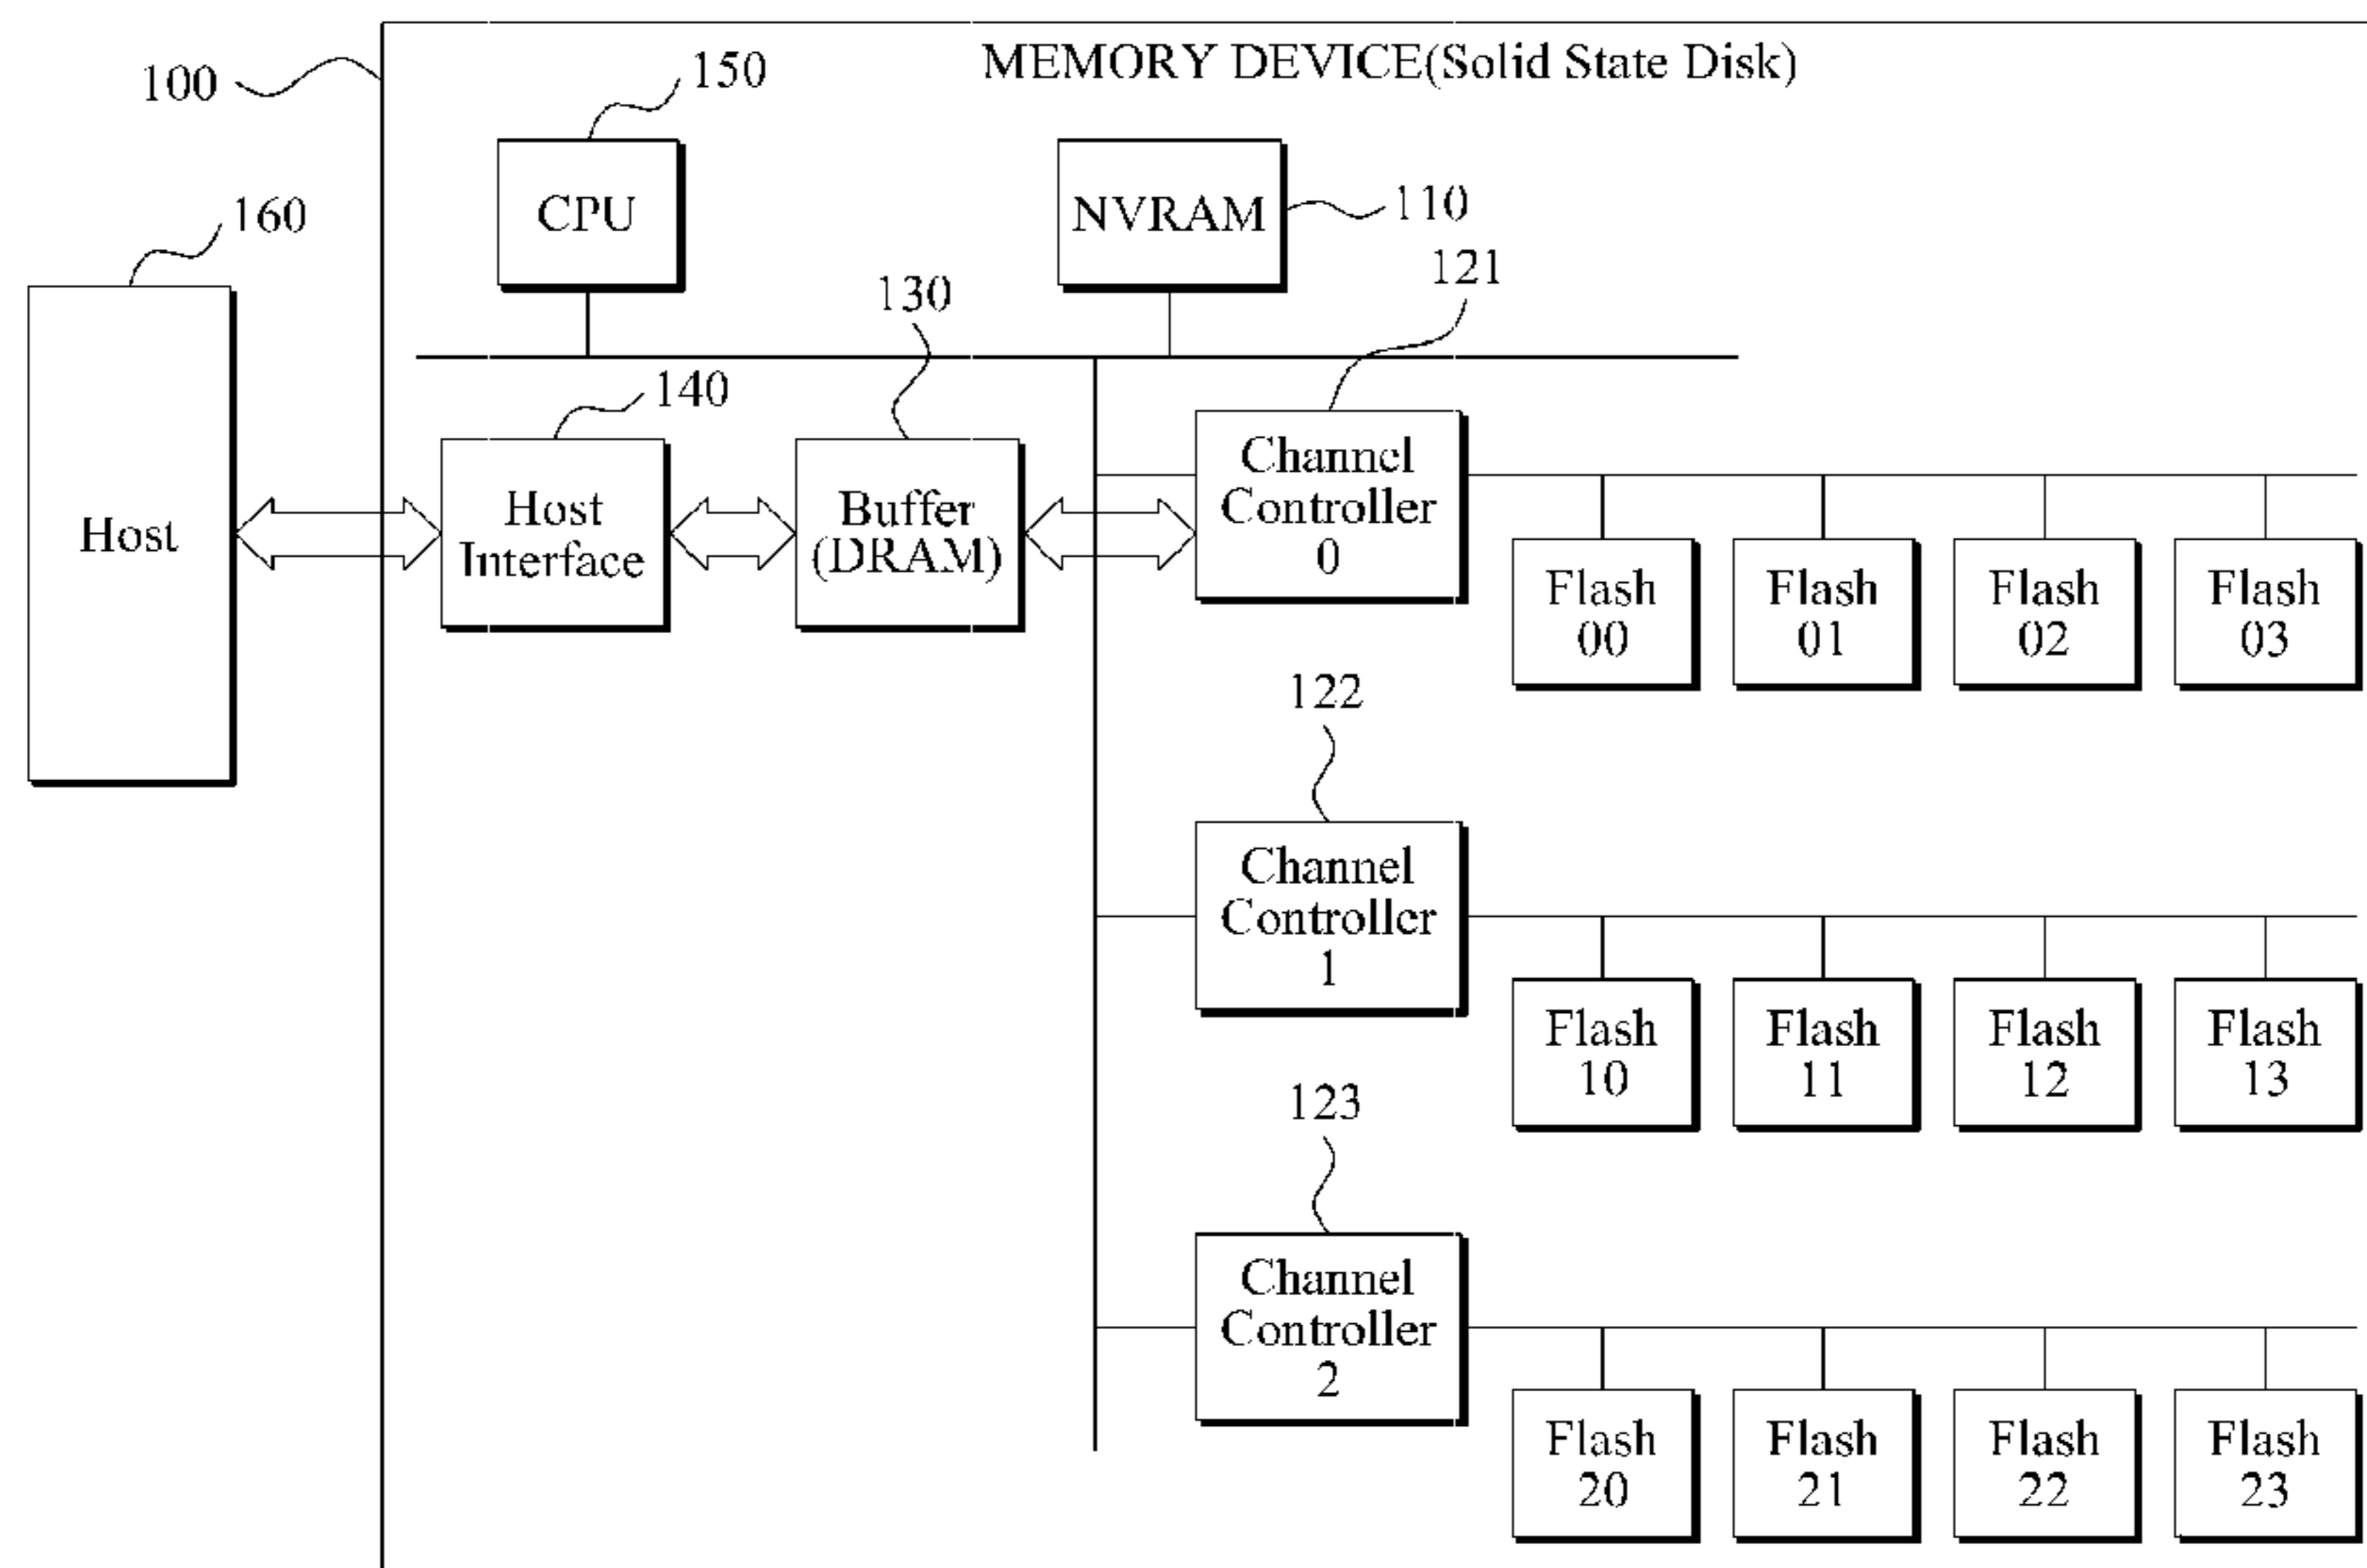 MEMORY DEVICE(Solid State Disk)
100
150
CPU
NVRAM
110
160
130
121
140
Host
Host
Interface
Buffer
(DRAM)
Channel
Controller
0
Flash
00
Flash
01
Flash
02
Flash
03
122
Channel
Controller
1
Flash
10
Flash
11
Flash
12
Flash
13
123
Channel
Controller
2
Flash
20
Flash
21
Flash
22
Flash
23